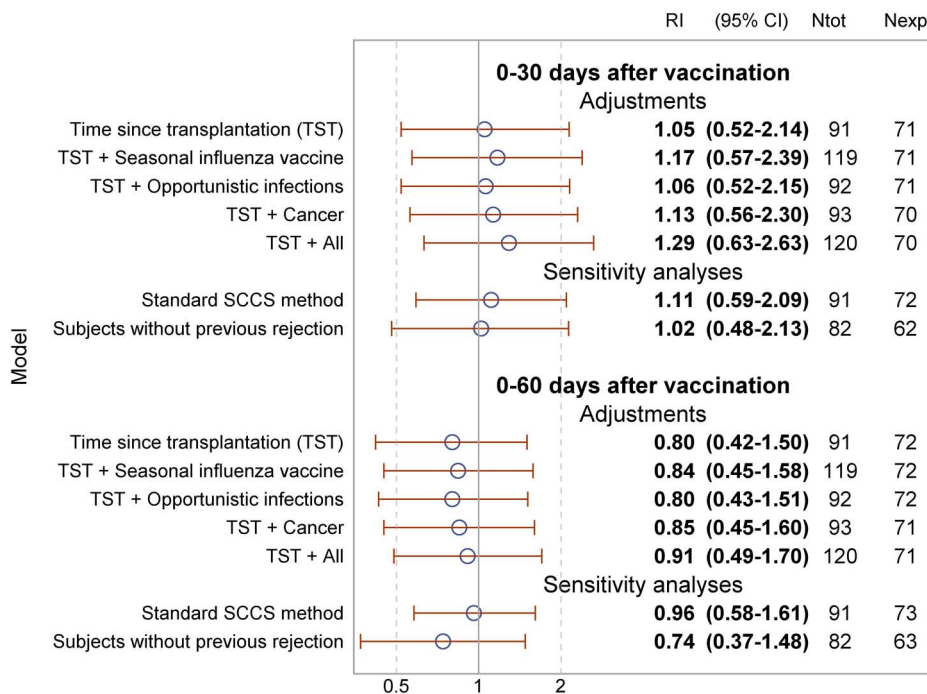 RI (95% CI) Ntot Nexp
0-30 days after vaccination
Adjustments
Time since transplantation (TST) 1.05 (0.52-2.14) 91 71
TST + Seasonal influenza vaccine 1.17 (0.57-2.39) 119 71
TST + Opportunistic infections 1.06 (0.52-2.15) 92 71
TST + Cancer 1.13 (0.56-2.30) 93 70
TST + All 1.29 (0.63-2.63) 120 70
Sensitivity analyses
Standard SCCS method 1.11 (0.59-2.09) 91 72
Subjects without previous rejection 1.02 (0.48-2.13) 82 62
Model
0-60 days after vaccination
Adjustments
Time since transplantation (TST) 0.80 (0.42-1.50) 91 72
TST + Seasonal influenza vaccine 0.84 (0.45-1.58) 119 72
TST + Opportunistic infections 0.80 (0.43-1.51) 92 72
TST + Cancer 0.85 (0.45-1.60) 93 71
TST + All 0.91 (0.49-1.70) 120 71
Sensitivity analyses
Standard SCCS method 0.96 (0.58-1.61) 91 73
Subjects without previous rejection 0.74 (0.37-1.48) 82 63
0.5 1 2